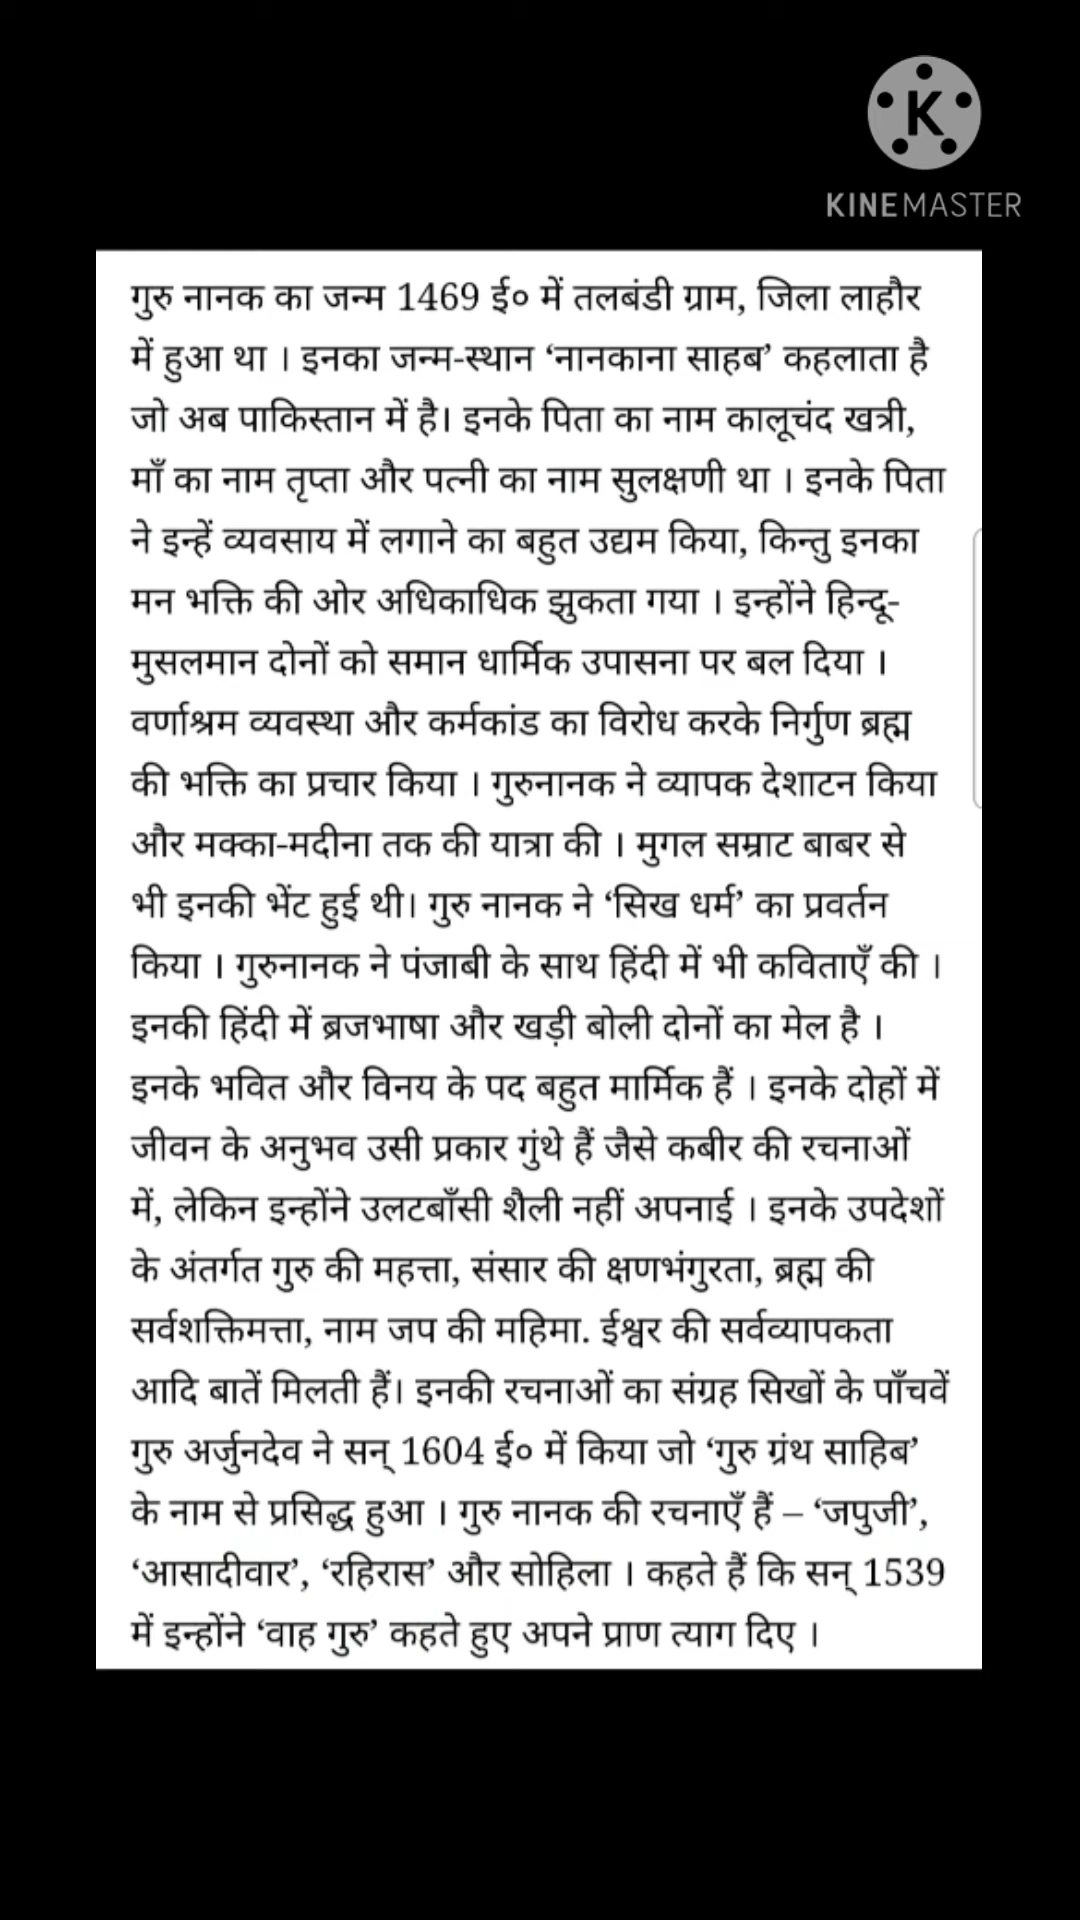 K
KINEMASTER
गुरु नानक का जन्म 1469 ई० में तलबंडी ग्राम, जिला लाहौर
में हुआ था । इनका जन्म-स्थान ‘नानकाना साहब’ कहलाता है
जो अब पाकिस्तान में है। इनके पिता का नाम कालूचंद खत्री,
माँ का नाम तृप्ता और पत्नी का नाम सुलक्षणी था । इनके पिता
ने इन्हें व्यवसाय में लगाने का बहुत उद्यम किया, किन्तु इनका
मन भक्ति की ओर अधिकाधिक झुकता गया । इन्होंने हिन्दू-
मुसलमान दोनों को समान धार्मिक उपासना पर बल दिया ।
वर्णाश्रम व्यवस्था और कर्मकांड का विरोध करके निर्गुण ब्रह्म
की भक्ति का प्रचार किया । गुरुनानक ने व्यापक देशाटन किया
और मक्का-मदीना तक की यात्रा की । मुगल सम्राट बाबर से
भी इनकी भेंट हुई थी। गुरु नानक ने ‘सिख धर्म’ का प्रवर्तन
किया । गुरुनानक ने पंजाबी के साथ हिंदी में भी कविताएँ की ।
इनकी हिंदी में ब्रजभाषा और खड़ी बोली दोनों का मेल है ।
इनके भवित और विनय के पद बहुत मार्मिक हैं । इनके दोहों में
जीवन के अनुभव उसी प्रकार गुंथे हैं जैसे कबीर की रचनाओं
में, लेकिन इन्होंने उलटबाँसी शैली नहीं अपनाई । इनके उपदेशों
के अंतर्गत गुरु की महत्ता, संसार की क्षणभंगुरता, ब्रह्म की
सर्वशक्तिमत्ता, नाम जप की महिमा. ईश्वर की सर्वव्यापकता
आदि बातें मिलती हैं। इनकी रचनाओं का संग्रह सिखों के पाँचवें
गुरु अर्जुनदेव ने सन् 1604 ई० में किया जो ‘गुरु ग्रंथ साहिब’
के नाम से प्रसिद्ध हुआ । गुरु नानक की रचनाएँ हैं – ‘जपुजी’,
‘आसादीवार’, ‘रहिरास’ और सोहिला । कहते हैं कि सन् 1539
में इन्होंने ‘वाह गुरु’ कहते हुए अपने प्राण त्याग दिए ।